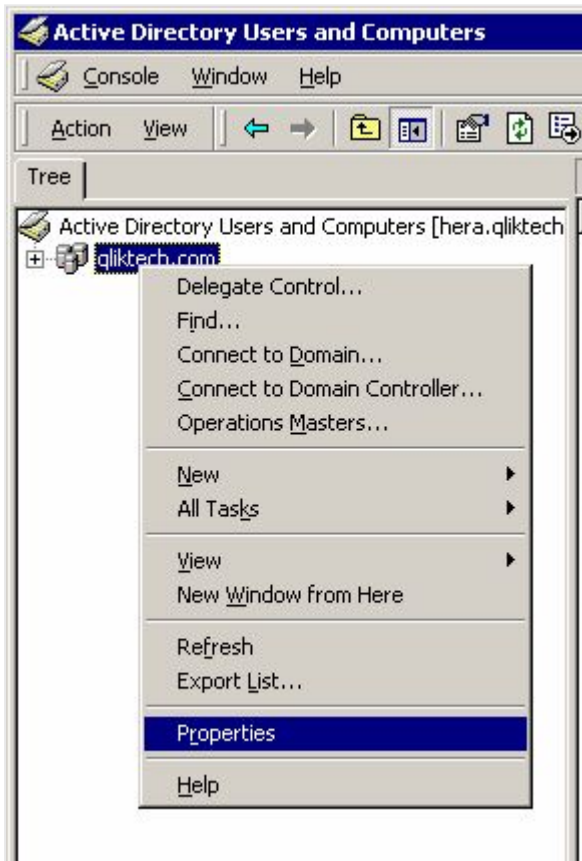 Active Directory Users and Computers
Console Window Help
Action View
Tree
Active Directory Users and Computers [hera.qliktech
qliktech.com
Delegate Control...
Find...
Connect to Domain...
Connect to Domain Controller...
Operations Masters...
New
All Tasks
View
New Window from Here
Refresh
Export List...
Properties
Help